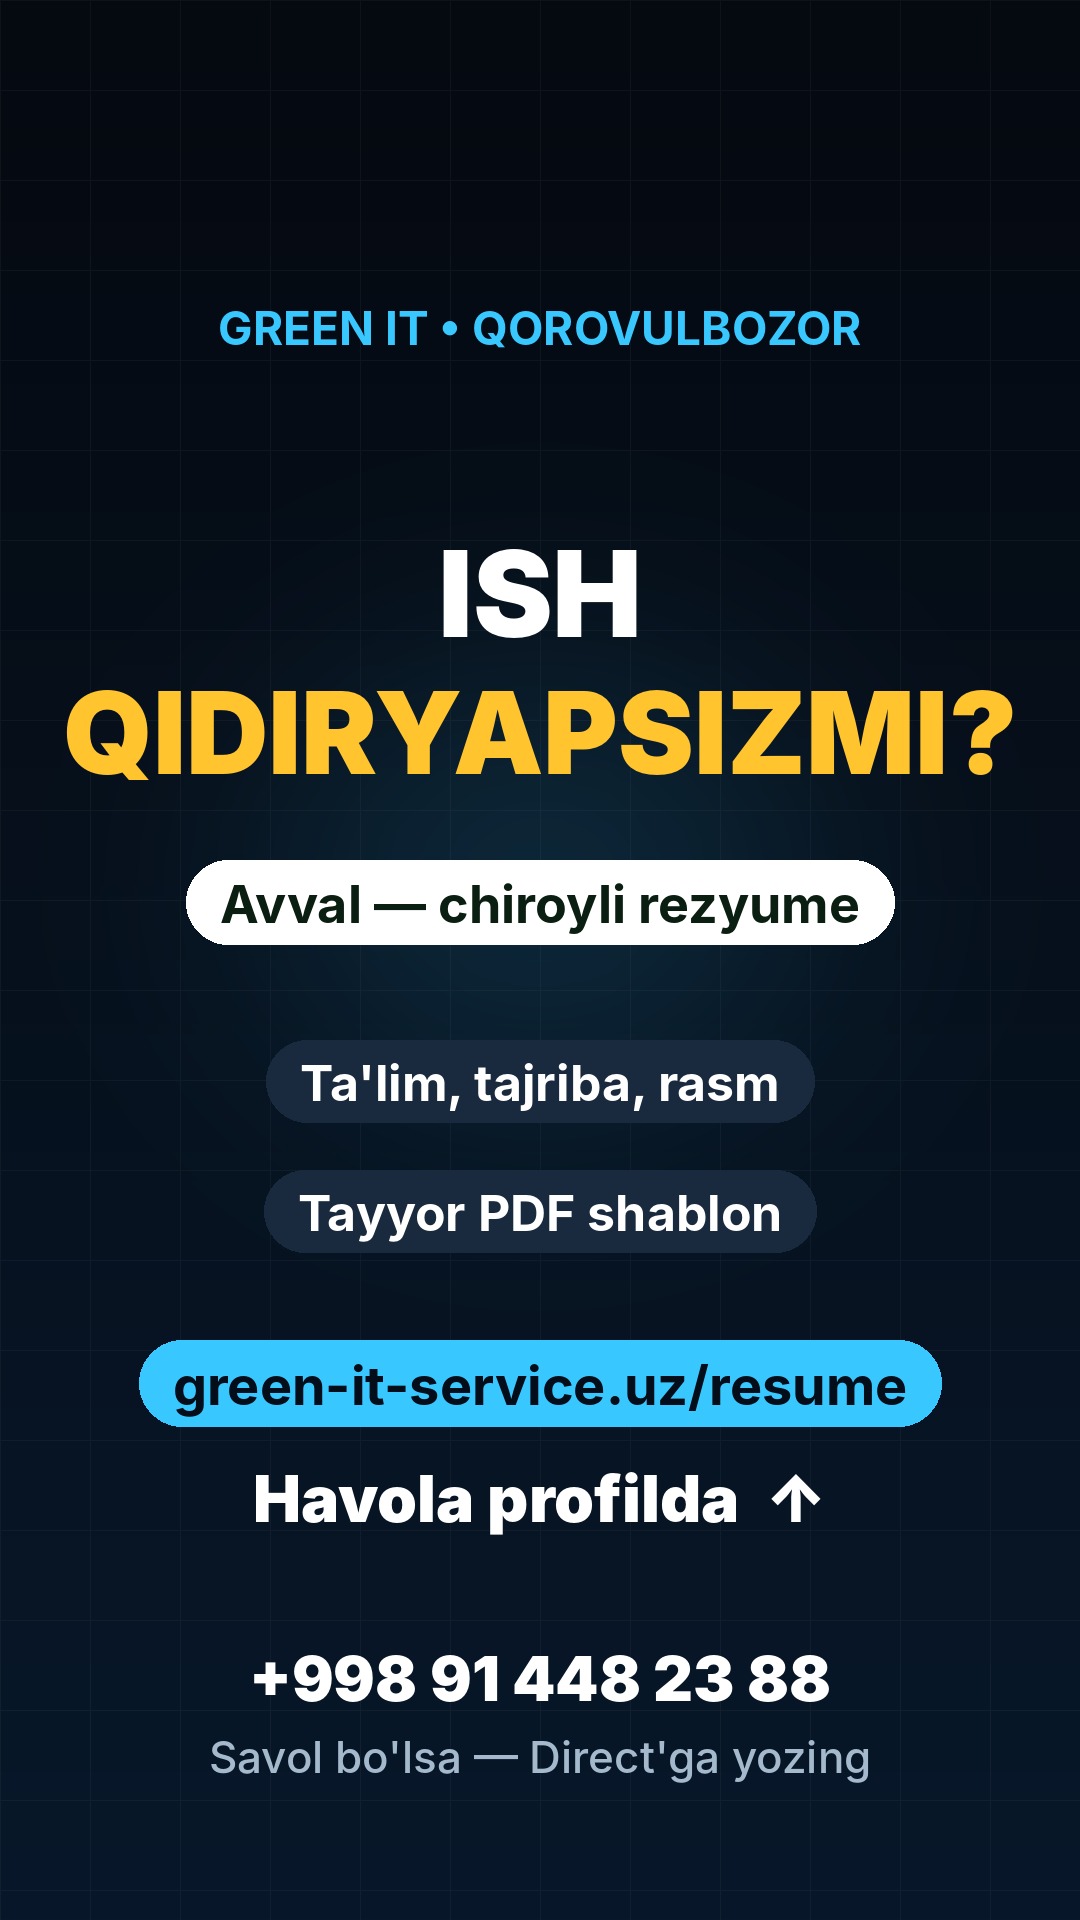 GREEN IT • QOROVULBOZOR
ISH
QIDIRYAPSIZMI?
Avval — chiroyli rezyume
Ta'lim, tajriba, rasm
Tayyor PDF shablon
green-it-service.uz/resume
Havola profilda ↑
+998 91 448 23 88
Savol bo'lsa — Direct'ga yozing